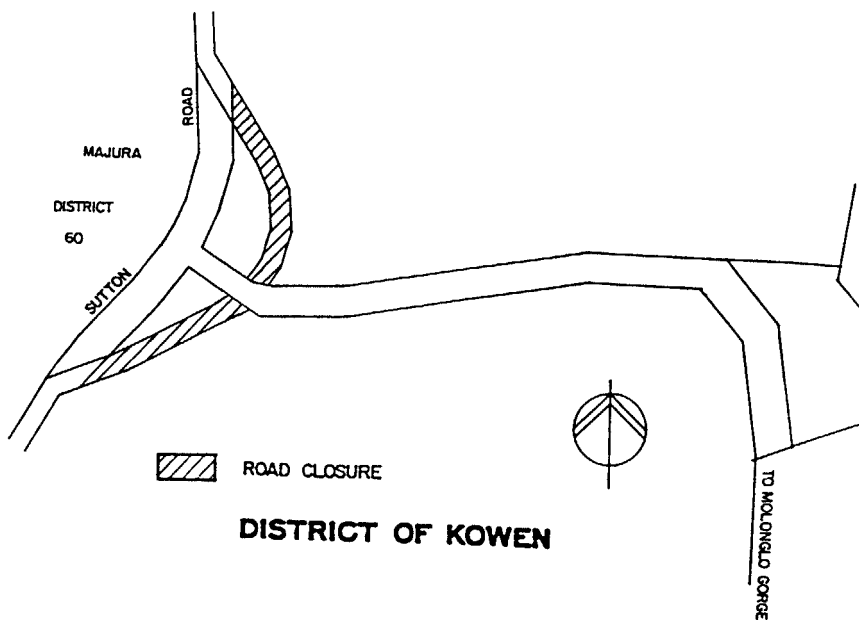 ROAD
MAJURA
DISTRICT
60
SUTTON
ROAD CLOSURE
DISTRICT OF KOWEN
TO MOLONGLO GORGE